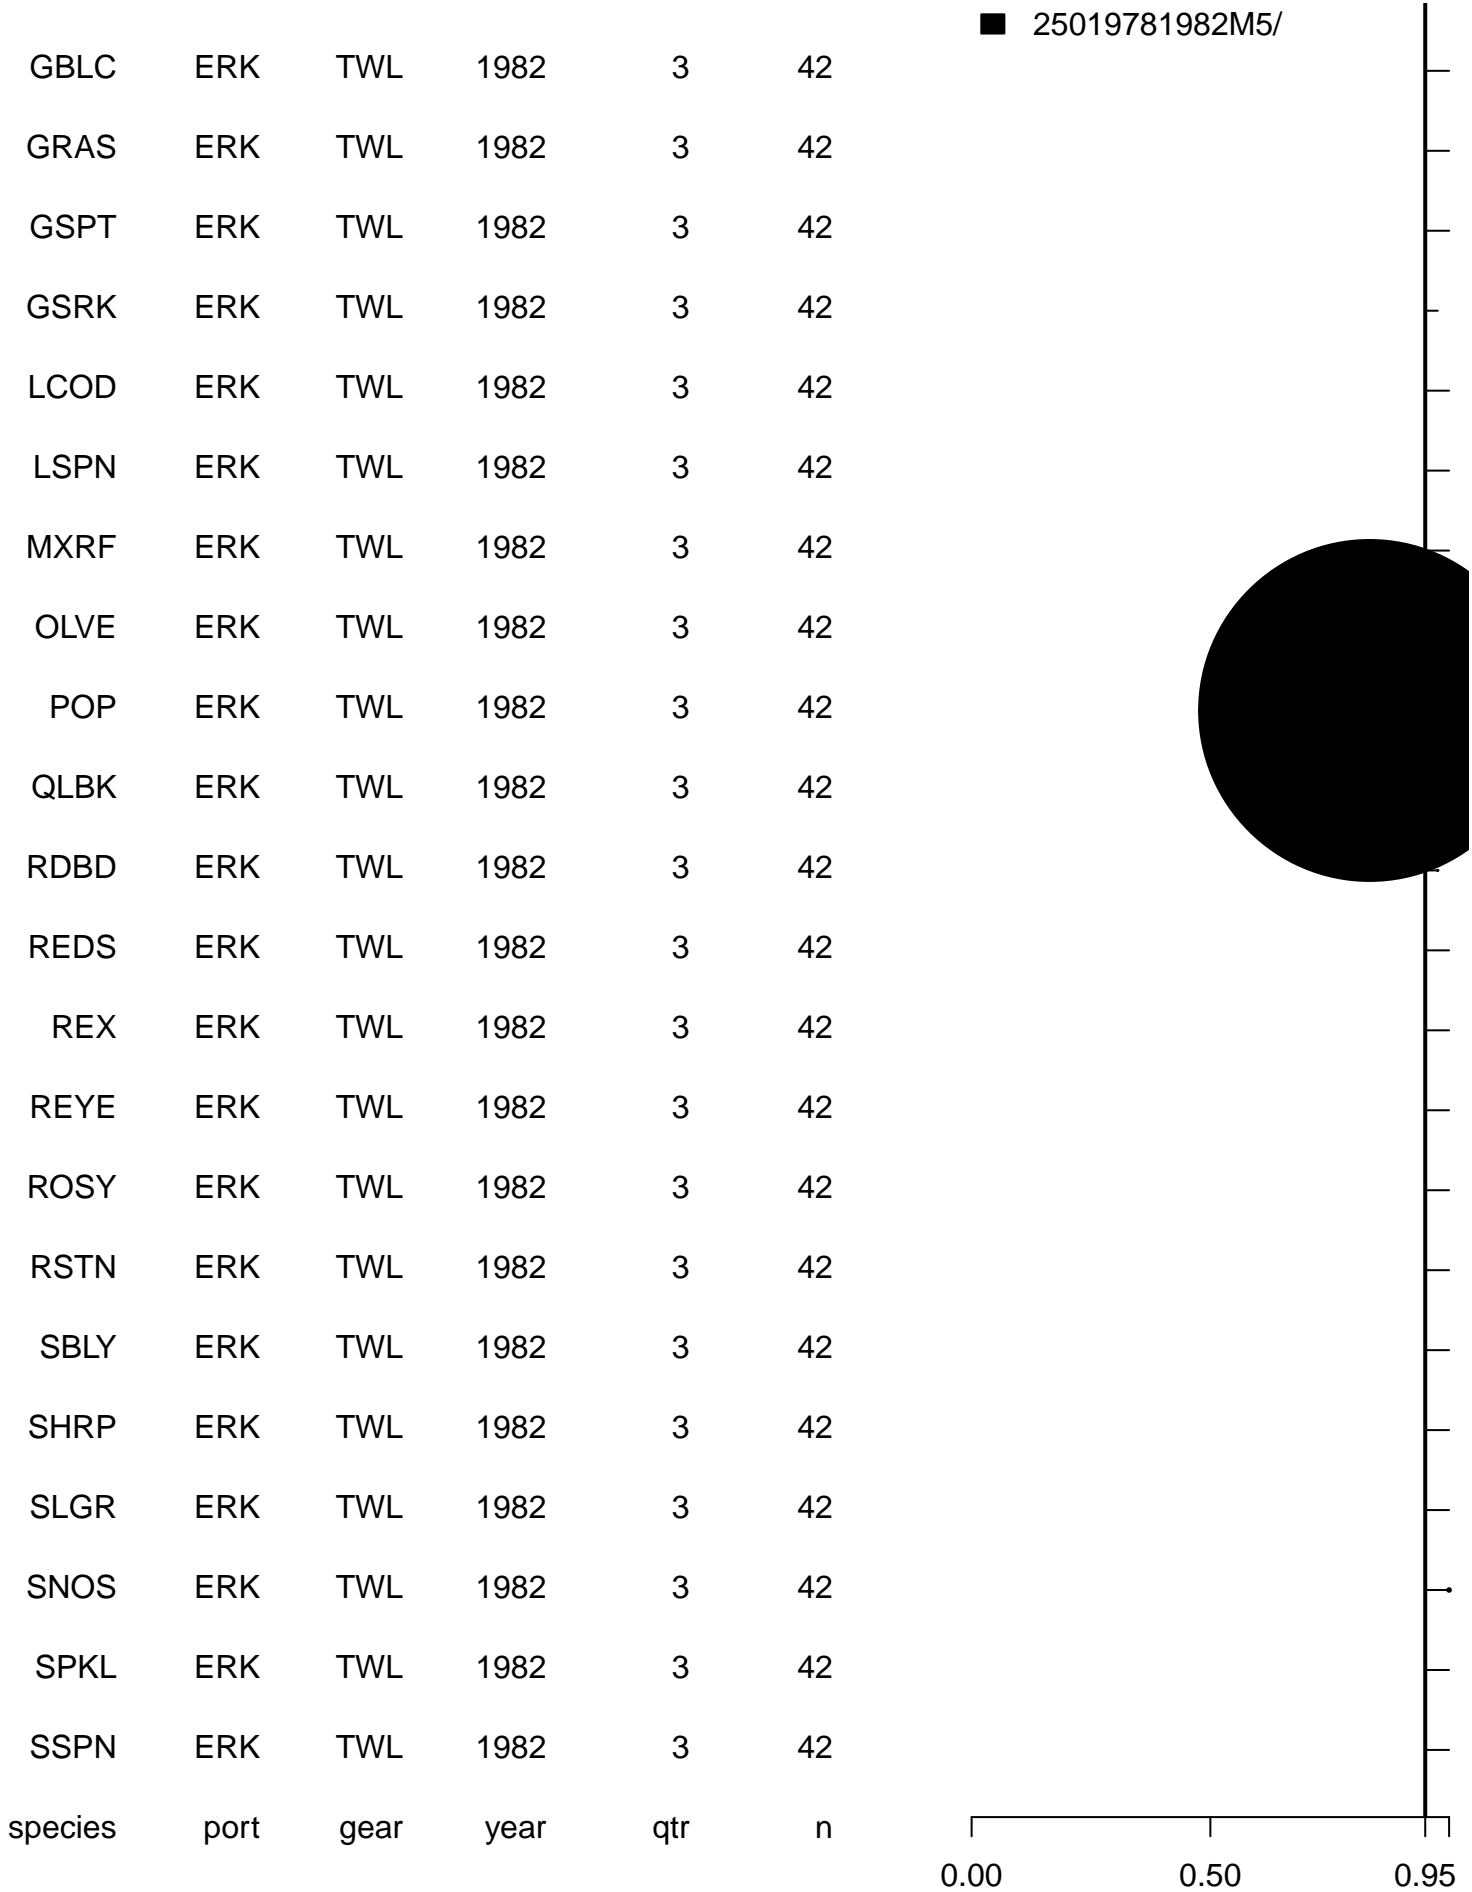 25019781982M5/
GBLC ERK TWL 1982 3 42
GRAS ERK TWL 1982 3 42
GSPT ERK TWL 1982 3 42
GSRK ERK TWL 1982 3 42
LCOD ERK TWL 1982 3 42
LSPN ERK TWL 1982 3 42
MXRF ERK TWL 1982 3 42
OLVE ERK TWL 1982 3 42
POP ERK TWL 1982 3 42
QLBK ERK TWL 1982 3 42
RDBD ERK TWL 1982 3 42
REDS ERK TWL 1982 3 42
REX ERK TWL 1982 3 42
REYE ERK TWL 1982 3 42
ROSY ERK TWL 1982 3 42
RSTN ERK TWL 1982 3 42
SBLY ERK TWL 1982 3 42
SHRP ERK TWL 1982 3 42
SLGR ERK TWL 1982 3 42
SNOS ERK TWL 1982 3 42
SPKL ERK TWL 1982 3 42
SSPN ERK TWL 1982 3 42
species port gear year qtr n
0.00 0.50 0.95